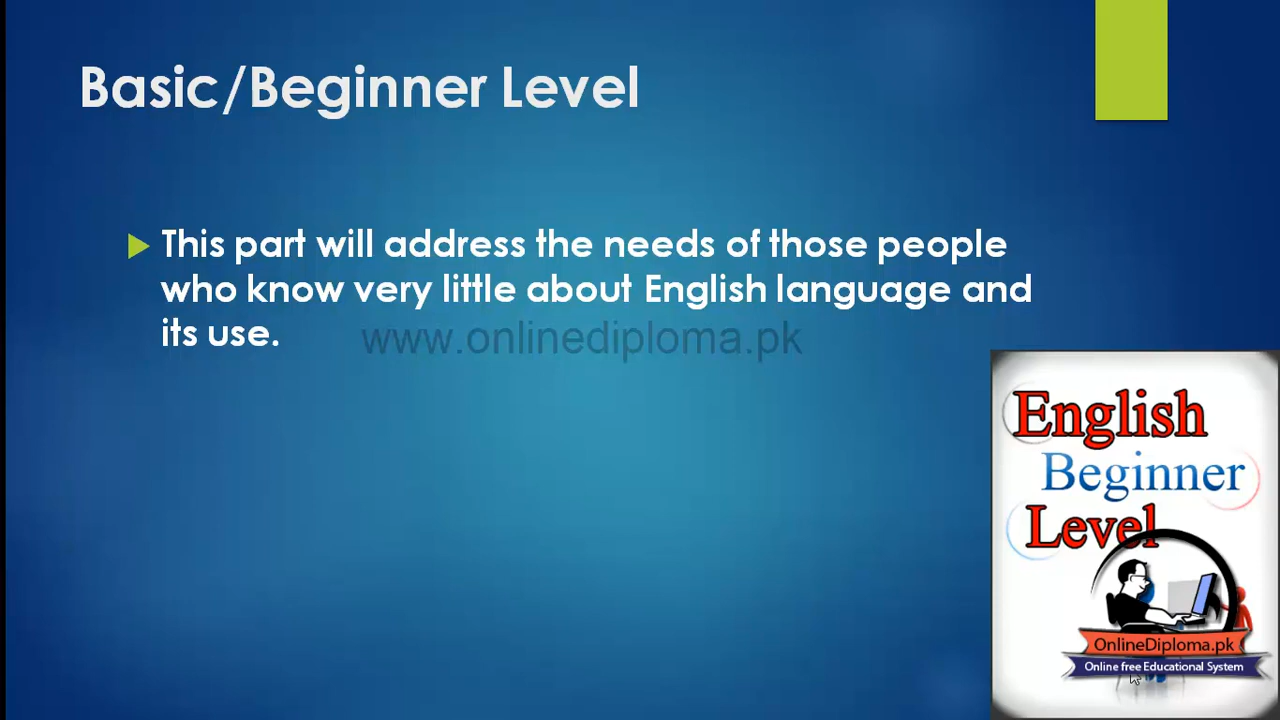 Basic/Beginner Level
This part will address the needs of those people
who know very little about English language and
its use.
www.onlinediploma.pk
English
Beginner
Level
OnlineDiploma.pk
Online free Educational System